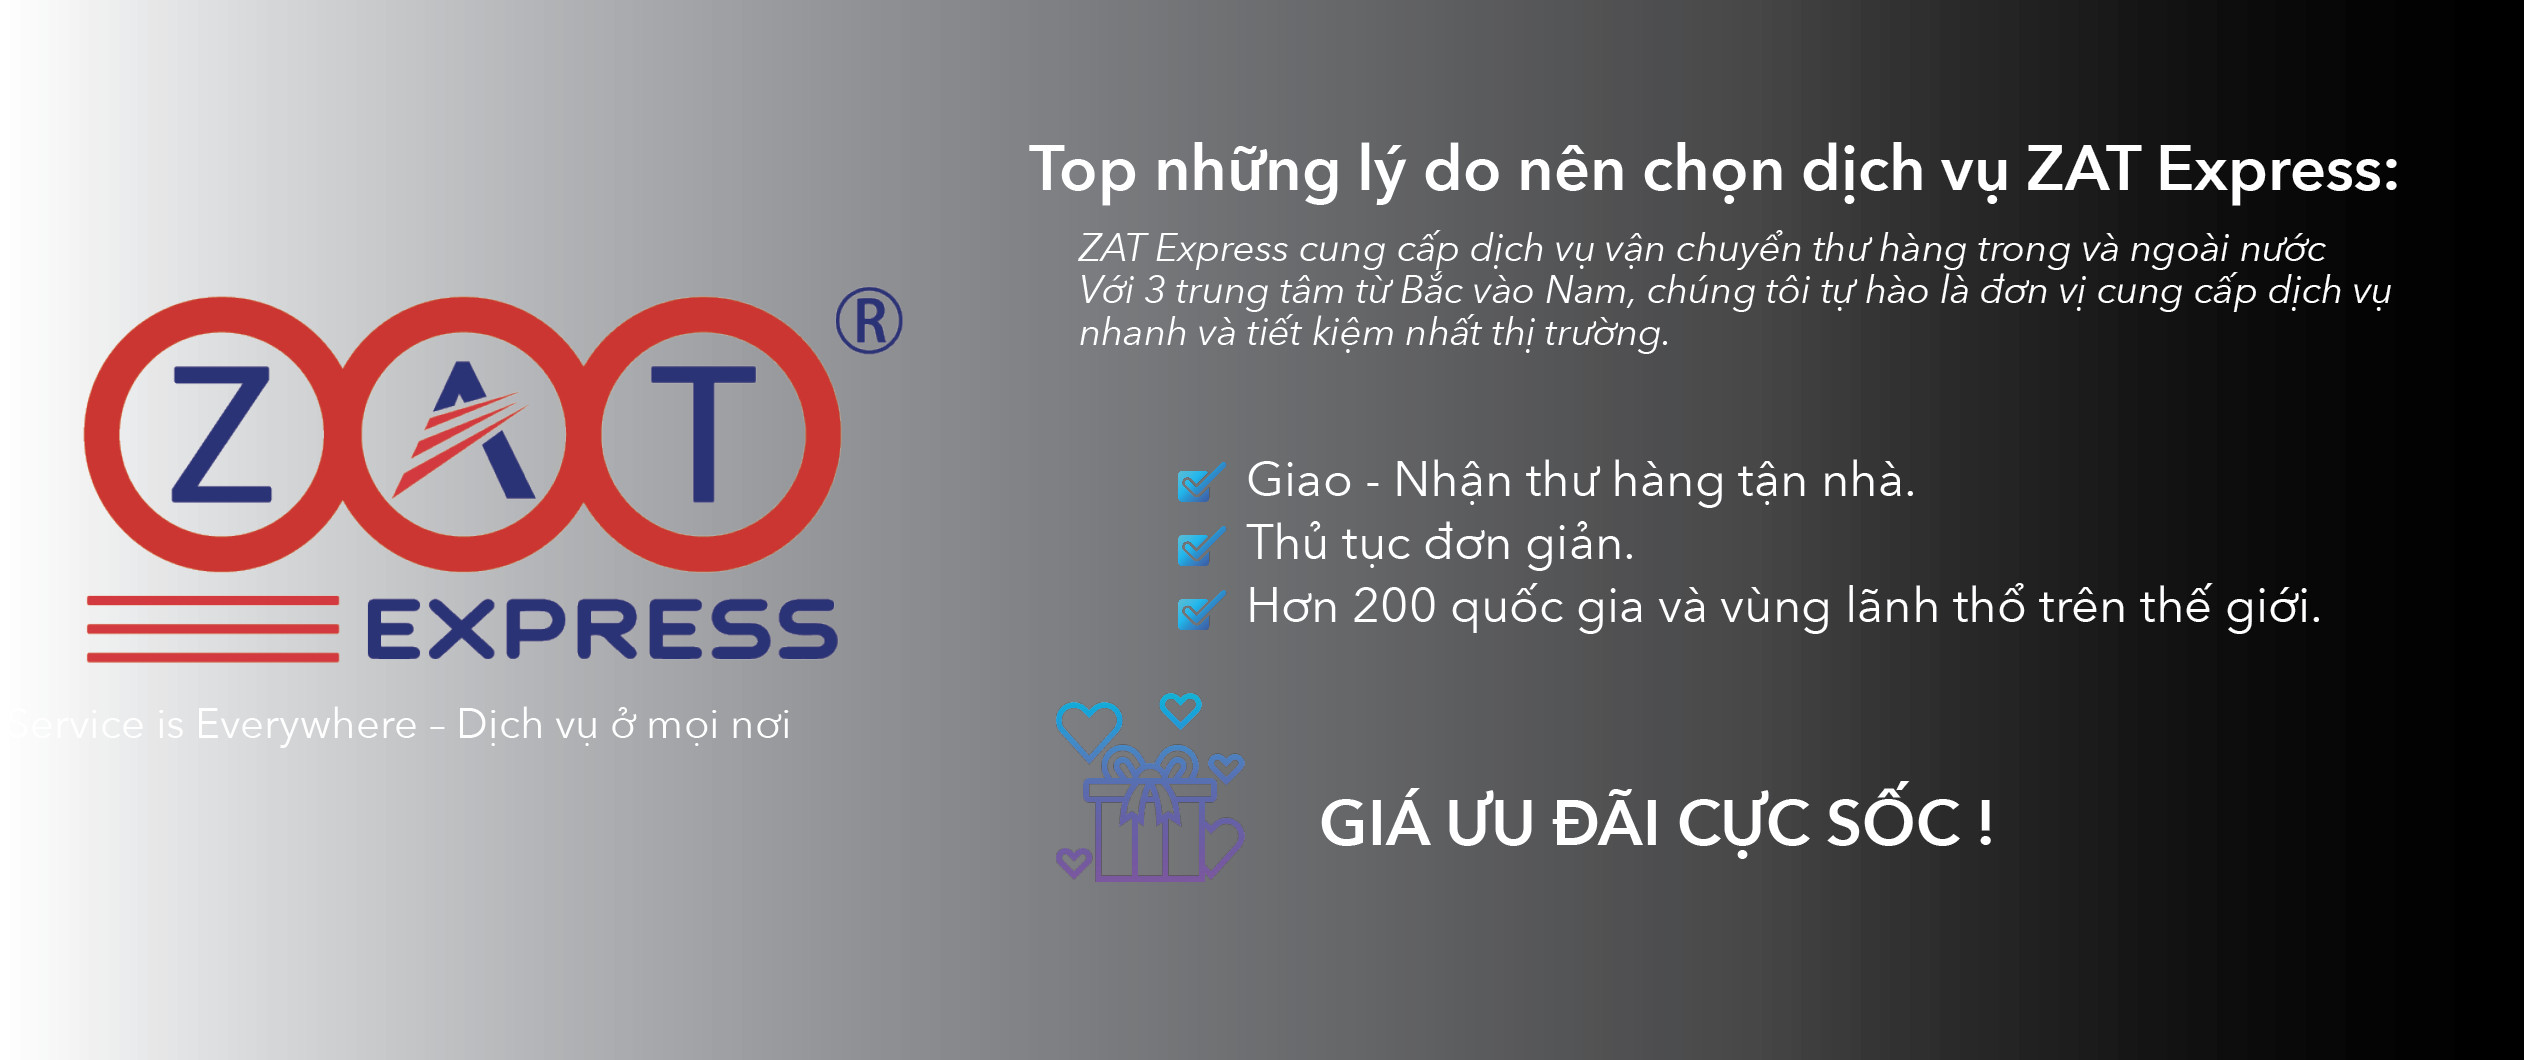 ZAT ®
EXPRESS
Service is Everywhere – Dịch vụ ở mọi nơi
Top những lý do nên chọn dịch vụ ZAT Express:
ZAT Express cung cấp dịch vụ vận chuyển thư hàng trong và ngoài nước
Với 3 trung tâm từ Bắc vào Nam, chúng tôi tự hào là đơn vị cung cấp dịch vụ
nhanh và tiết kiệm nhất thị trường.
Giao - Nhận thư hàng tận nhà.
Thủ tục đơn giản.
Hơn 200 quốc gia và vùng lãnh thổ trên thế giới.
GIÁ ƯU ĐÃI CỰC SỐC !